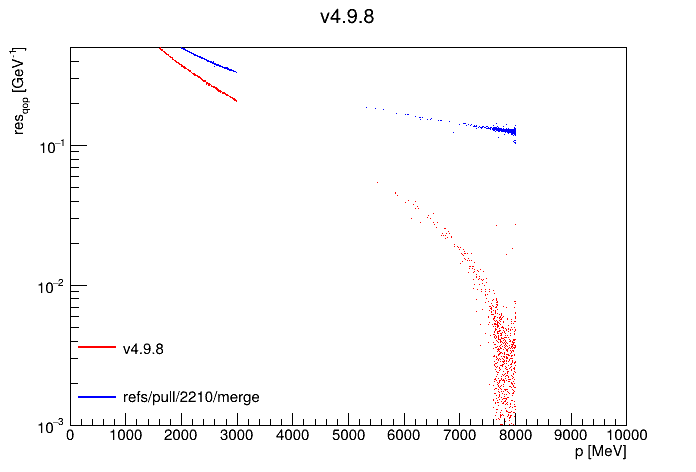 v4.9.8
res_qop [GeV^-1]
10^-1
10^-2
10^-3
v4.9.8
refs/pull/2210/merge
0 1000 2000 3000 4000 5000 6000 7000 8000 9000 10000
p [MeV]